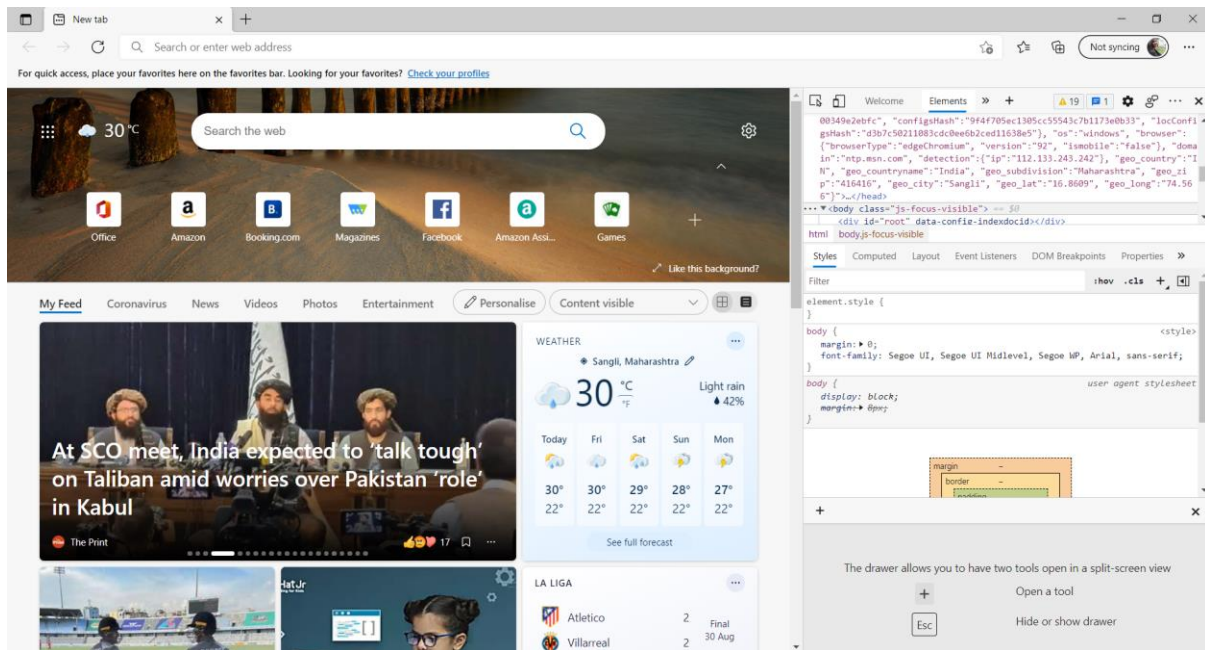 New tab
Search or enter web address
Not syncing
For quick access, place your favorites here on the favorites bar. Looking for your favorites? Check your profiles
30 °C
Search the web
Office
Amazon
Booking.com
Magazines
Facebook
Amazon Assi...
Games
Like this background?
My Feed
Coronavirus
News
Videos
Photos
Entertainment
Personalise
Content visible
At SCO meet, India expected to 'talk tough'
on Taliban amid worries over Pakistan 'role'
in Kabul
The Print
17
WEATHER
Sangli, Maharashtra
30 °C
°F
Light rain
42%
Today Fri Sat Sun Mon
30° 30° 29° 28° 27°
22° 22° 22° 22° 22°
See full forecast
Hat Jr
LA LIGA
Atletico 2
Villarreal 2
Final
30 Aug
Welcome
Elements
19
1
00349e2ebfc", "configsHash":"9f4f705ec1305cc55543c7b1173e0b33", "locConfi
gsHash":"d3b7c50211083cdc0ee6b2ced11638e5"}, "os":"windows", "browser":
{"browserType":"edgeChromium", "version":"92", "ismobile":"false"}, "doma
in":"ntp.msn.com", "detection":{"ip":"112.133.243.242"}, "geo_country":"I
N", "geo_countryname":"India", "geo_subdivision":"Maharashtra", "geo_zi
p":"416416", "geo_city":"Sangli", "geo_lat":"16.8609", "geo_long":"74.56
6"}">…</head>
<body class="js-focus-visible"> == $0
<div id="root" data-config-indexdocid></div>
html body.js-focus-visible
Styles
Computed
Layout
Event Listeners
DOM Breakpoints
Properties
Filter
:hov .cls
element.style {
}
body { <style>
margin: 0;
font-family: Segoe UI, Segoe UI Midlevel, Segoe WP, Arial, sans-serif;
}
body { user agent stylesheet
display: block;
margin: 8px;
}
margin –
border –
padding
The drawer allows you to have two tools open in a split-screen view
+ Open a tool
Esc Hide or show drawer